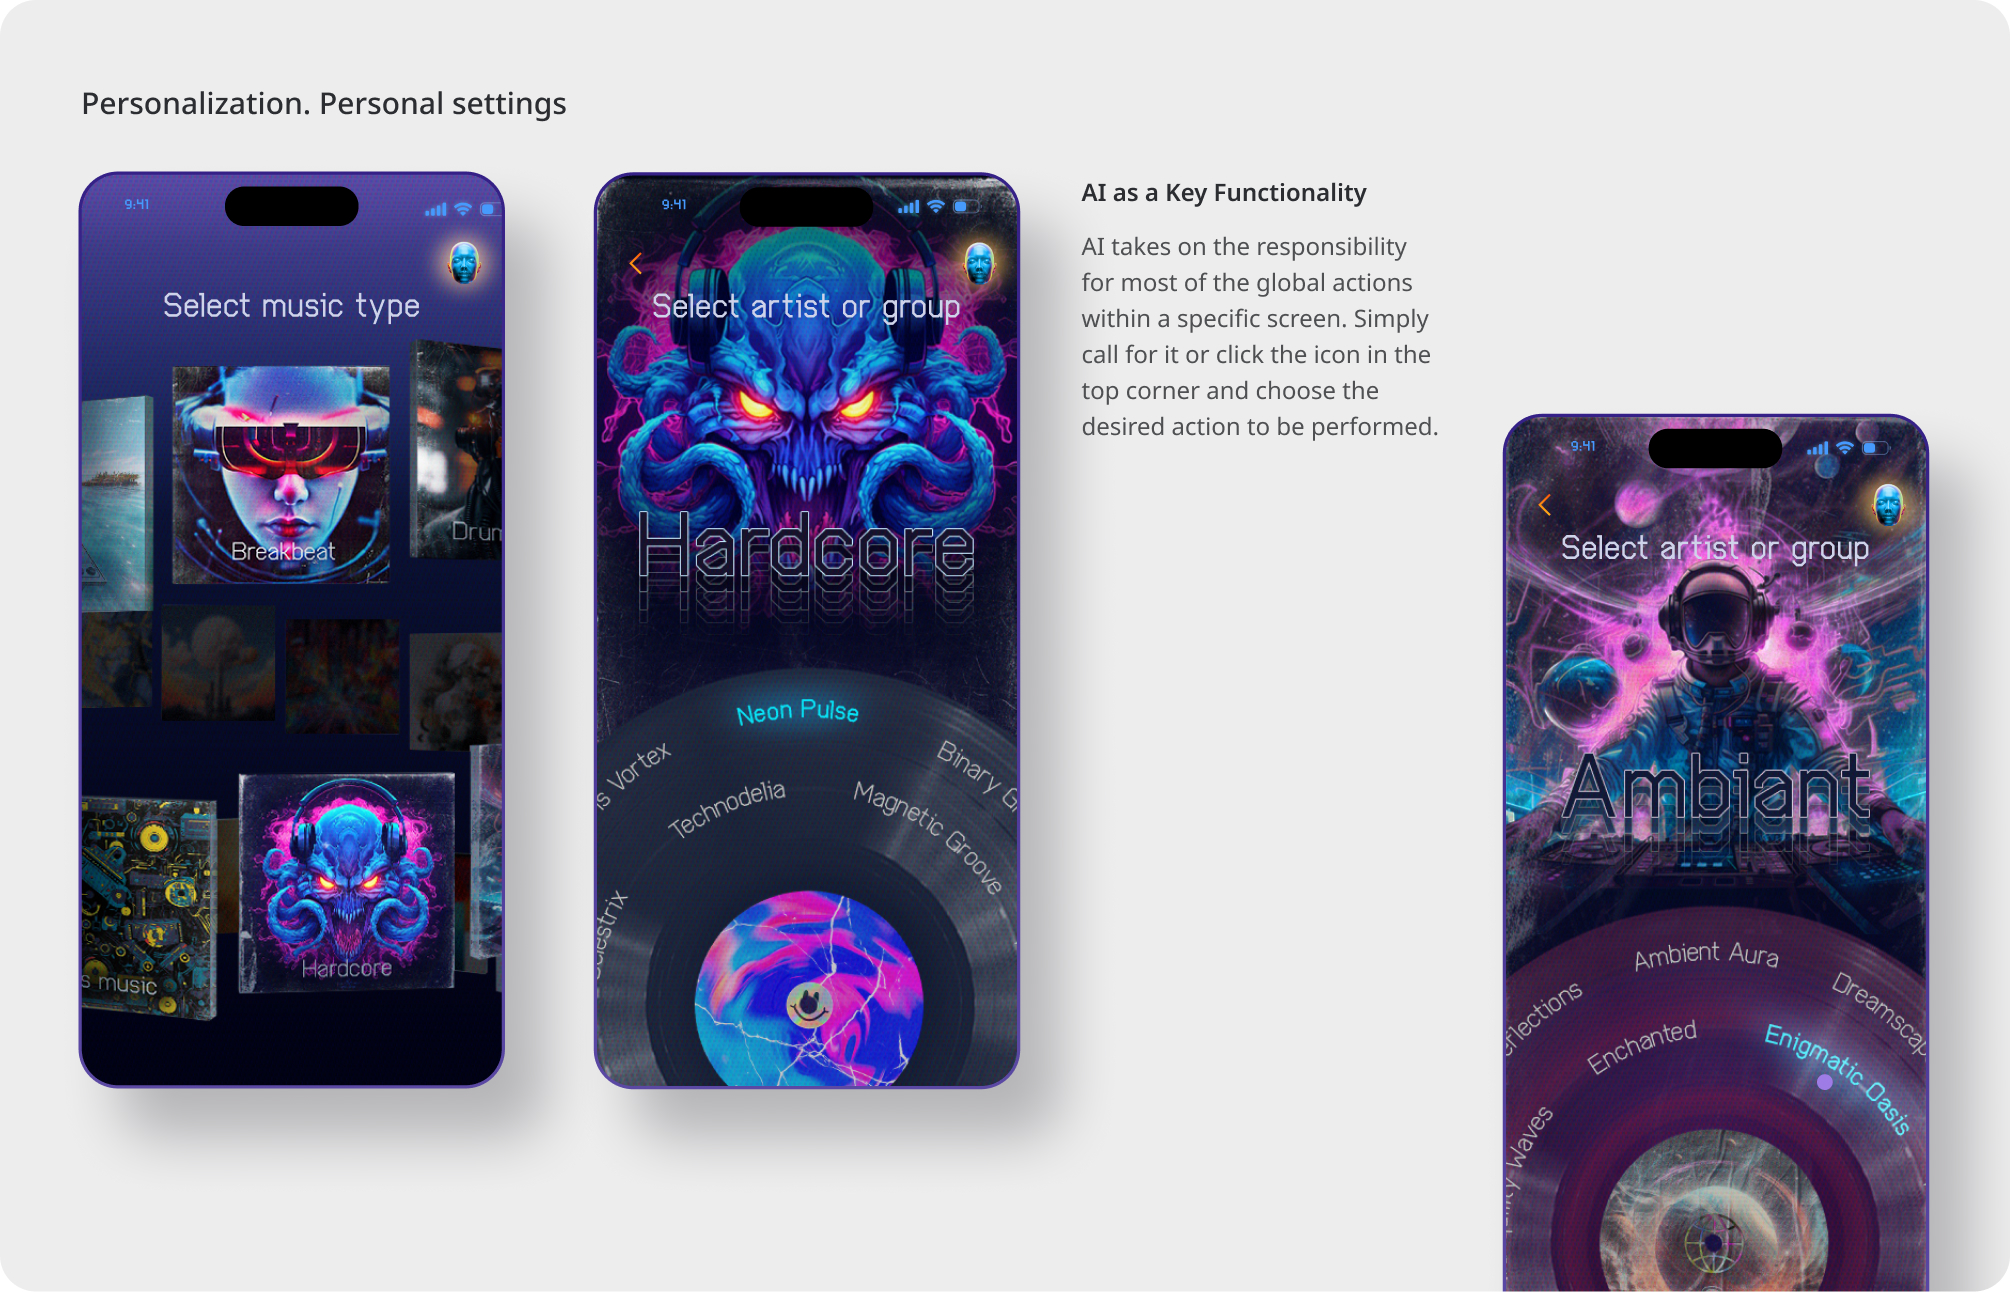 Personalization. Personal settings
9:41
Select music type
Breakbeat
Drum
s music
Hardcore
9:41
Select artist or group
Hardcore
Neon Pulse
s Vortex
Binary G
Technodelia
Magnetic Groove
lestrix
AI as a Key Functionality
AI takes on the responsibility
for most of the global actions
within a specific screen. Simply
call for it or click the icon in the
top corner and choose the
desired action to be performed.
9:41
Select artist or group
Ambiant
Ambient Aura
flections
Dreamscap
Enchanted
Enigmatic Oasis
Waves